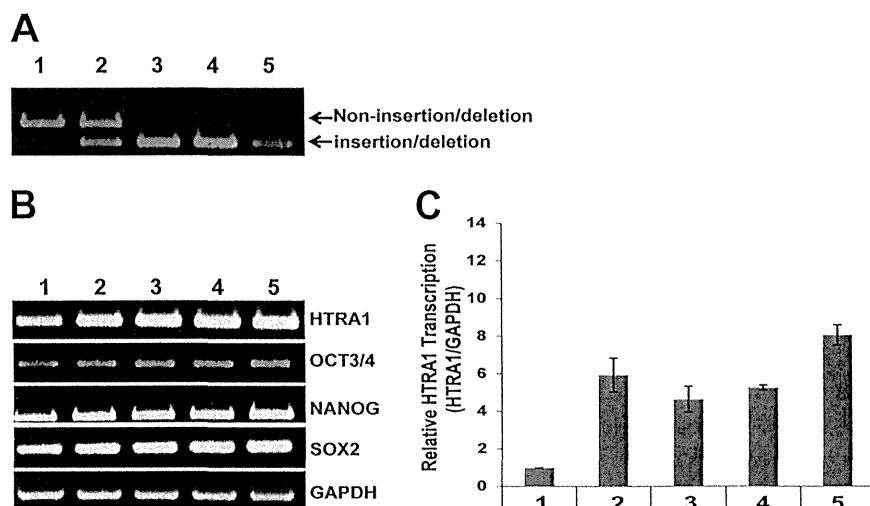 A
1 2 3 4 5
←Non-insertion/deletion
←insertion/deletion
B
1 2 3 4 5
HTRA1
OCT3/4
NANOG
SOX2
GAPDH
C
Relative HTRA1 Transcription
(HTRA1/GAPDH)
14
12
10
8
6
4
2
0
1 2 3 4 5